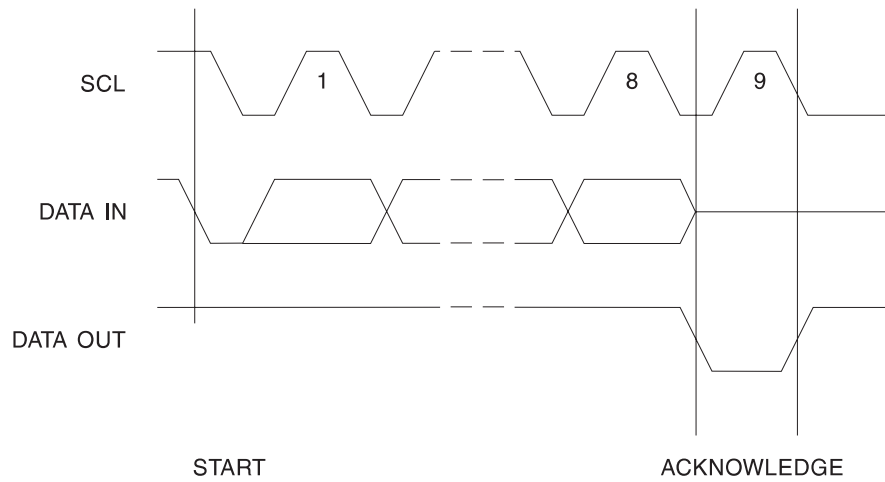 SCL
1
8
9
DATA IN
DATA OUT
START
ACKNOWLEDGE